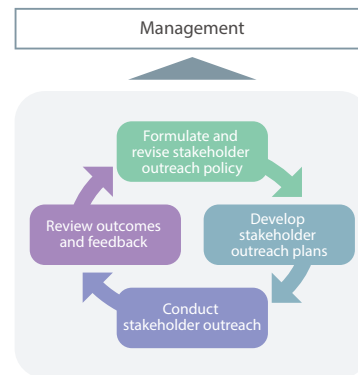 Management
Formulate and
revise stakeholder
outreach policy
Develop
stakeholder
outreach plans
Conduct
stakeholder outreach
Review outcomes
and feedback